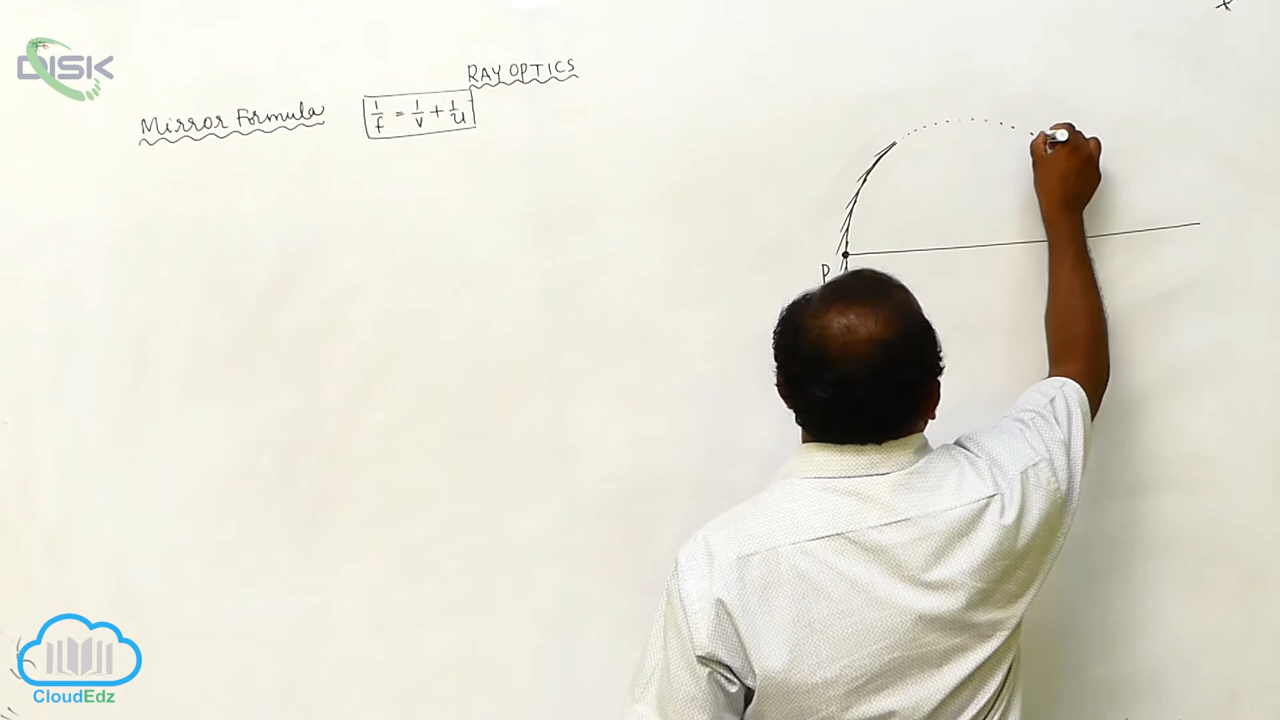 DISK
RAY OPTICS
Mirror Formula 1/f = 1/v + 1/u
P
CloudEdz